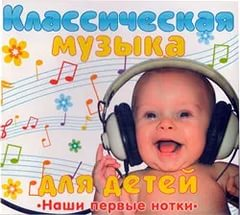 Классическая
музыка
для детей
•Наши первые нотки•